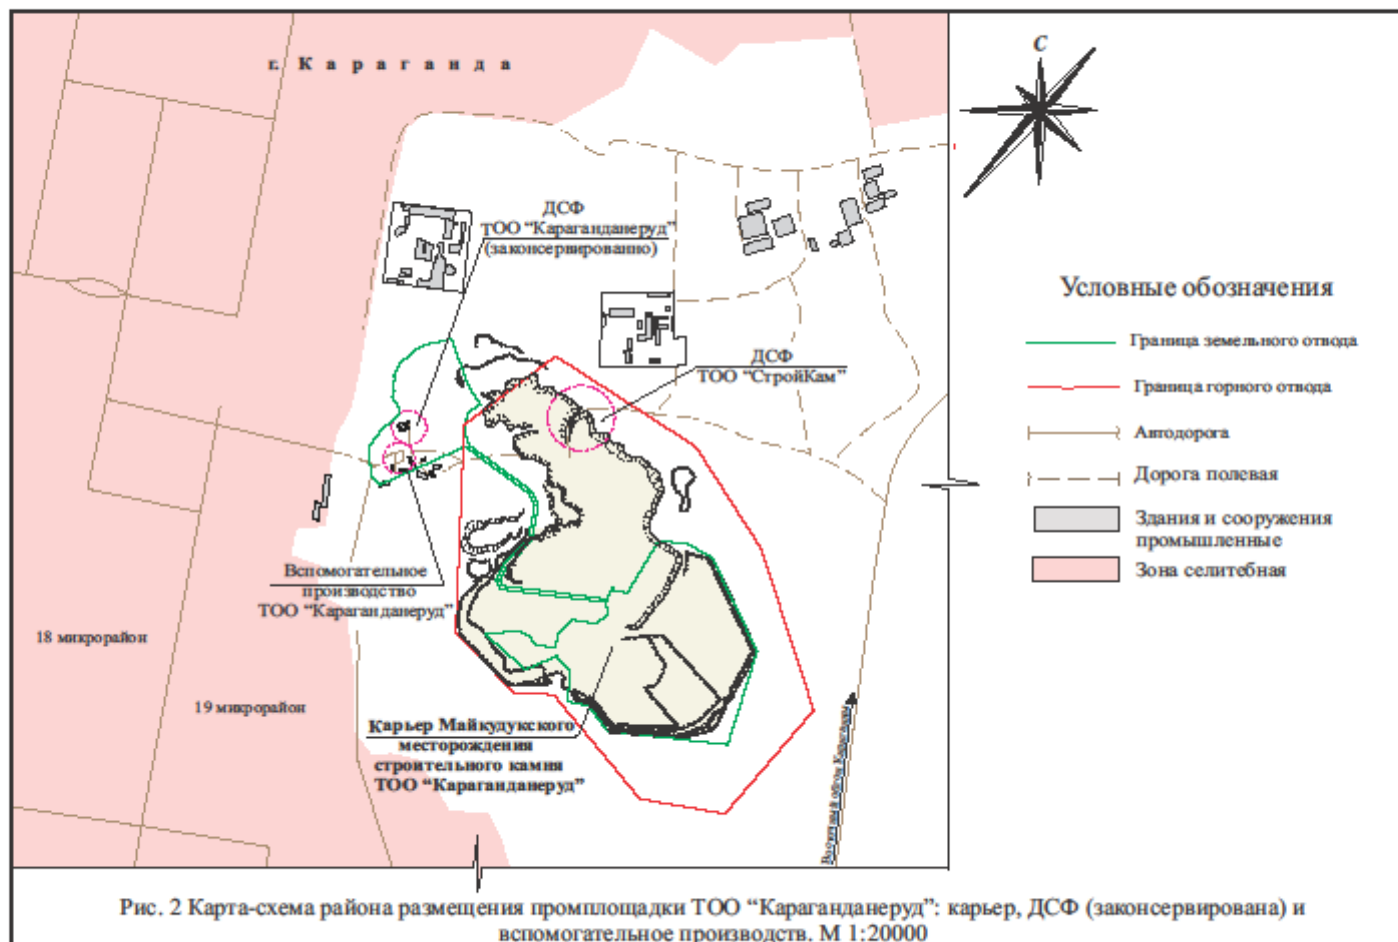 г. Караганда
С
ДСФ
ТОО “Караганданеруд”
(законсервированно)
ДСФ
ТОО “СтройКам”
Вспомогательное
производство
ТОО “Караганданеруд”
18 микрорайон
19 микрорайон
Карьер Майкудукского
месторождения
строительного камня
ТОО “Караганданеруд”
Условные обозначения
Граница земельного отвода
Граница горного отвода
Автодорога
Дорога полевая
Здания и сооружения
промышленные
Зона селитебная
Рис. 2 Карта-схема района размещения промплощадки ТОО “Караганданеруд”: карьер, ДСФ (законсервирована) и
вспомогательное производств. М 1:20000